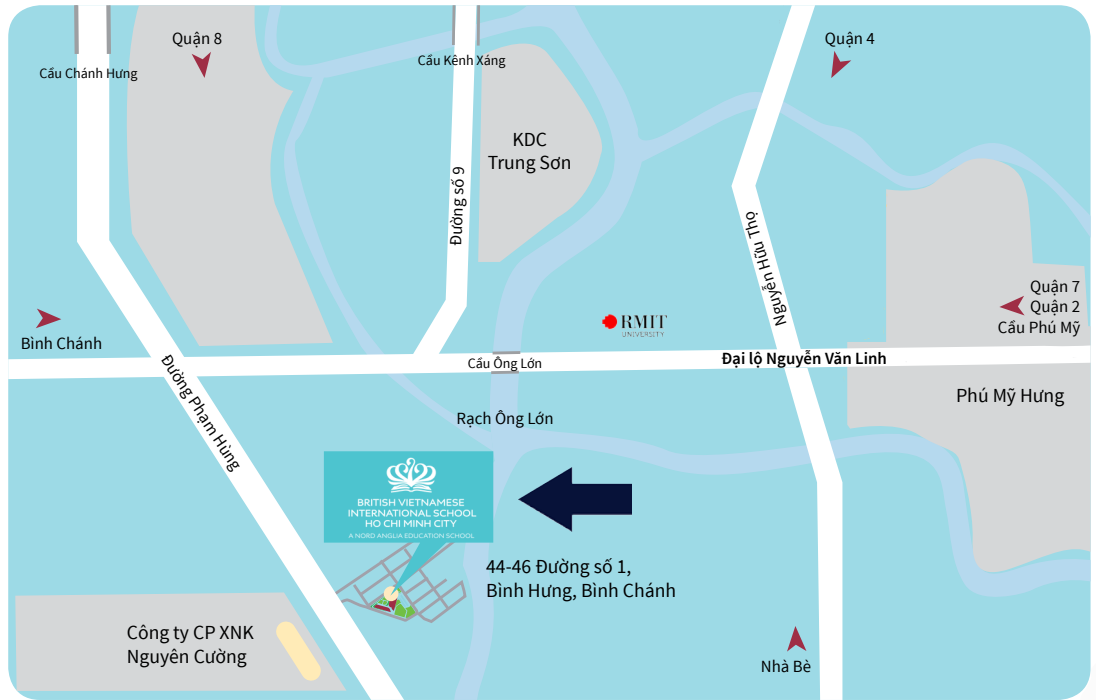 Quận 8
Quận 4
Cầu Chánh Hưng
Cầu Kênh Xáng
KDC
Trung Sơn
Đường số 9
Nguyễn Hữu Thọ
Quận 7
Quận 2
Cầu Phú Mỹ
RMIT
UNIVERSITY
Bình Chánh
Cầu Ông Lớn
Đại lộ Nguyễn Văn Linh
Đường Phạm Hùng
Phú Mỹ Hưng
Rạch Ông Lớn
BRITISH VIETNAMESE
INTERNATIONAL SCHOOL
HO CHI MINH CITY
A NORD ANGLIA EDUCATION SCHOOL
44-46 Đường số 1,
Bình Hưng, Bình Chánh
Công ty CP XNK
Nguyên Cường
Nhà Bè